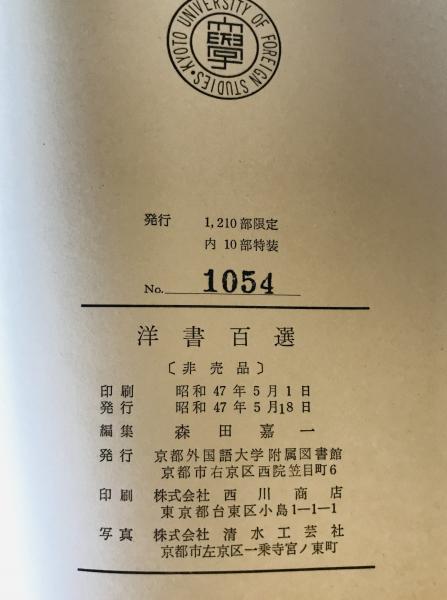 KYOTO UNIVERSITY OF FOREIGN STUDIES
大學
発行 1,210部限定
内 10部特装
No. 1054
洋書百選
〔非売品〕
印刷 昭和 47年 5月 1日
発行 昭和 47年 5月18日
編集 森田嘉一
発行 京都外国語大学附属図書館
京都市右京区西院笠目町6
印刷 株式会社 西川商店
東京都台東区小島1-1-1
写真 株式会社 清水工芸社
京都市左京区一乗寺宮ノ東町